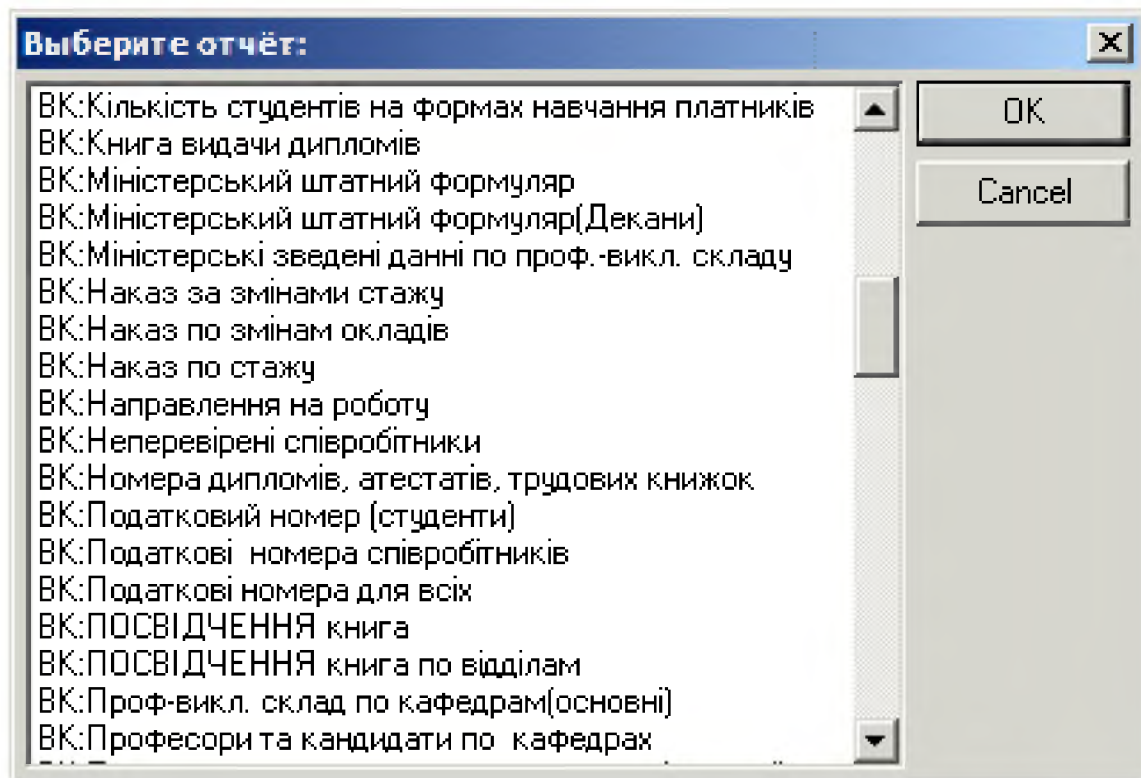 Выберите отчёт:
ВК:Кількість студентів на формах навчання платників
ВК:Книга видачи дипломів
ВК:Міністерський штатний формуляр
ВК:Міністерський штатний формуляр(Декани)
ВК:Міністерські зведені данні по проф.-викл. складу
ВК:Наказ за змінами стажу
ВК:Наказ по змінам окладів
ВК:Наказ по стажу
ВК:Направлення на роботу
ВК:Неперевірені співробітники
ВК:Номера дипломів, атестатів, трудових книжок
ВК:Податковий номер (студенти)
ВК:Податкові  номера співробітників
ВК:Податкові номера для всіх
ВК:ПОСВІДЧЕННЯ книга
ВК:ПОСВІДЧЕННЯ книга по відділам
ВК:Проф-викл. склад по кафедрам(основні)
ВК:Професори та кандидати по  кафедрах
OK
Cancel